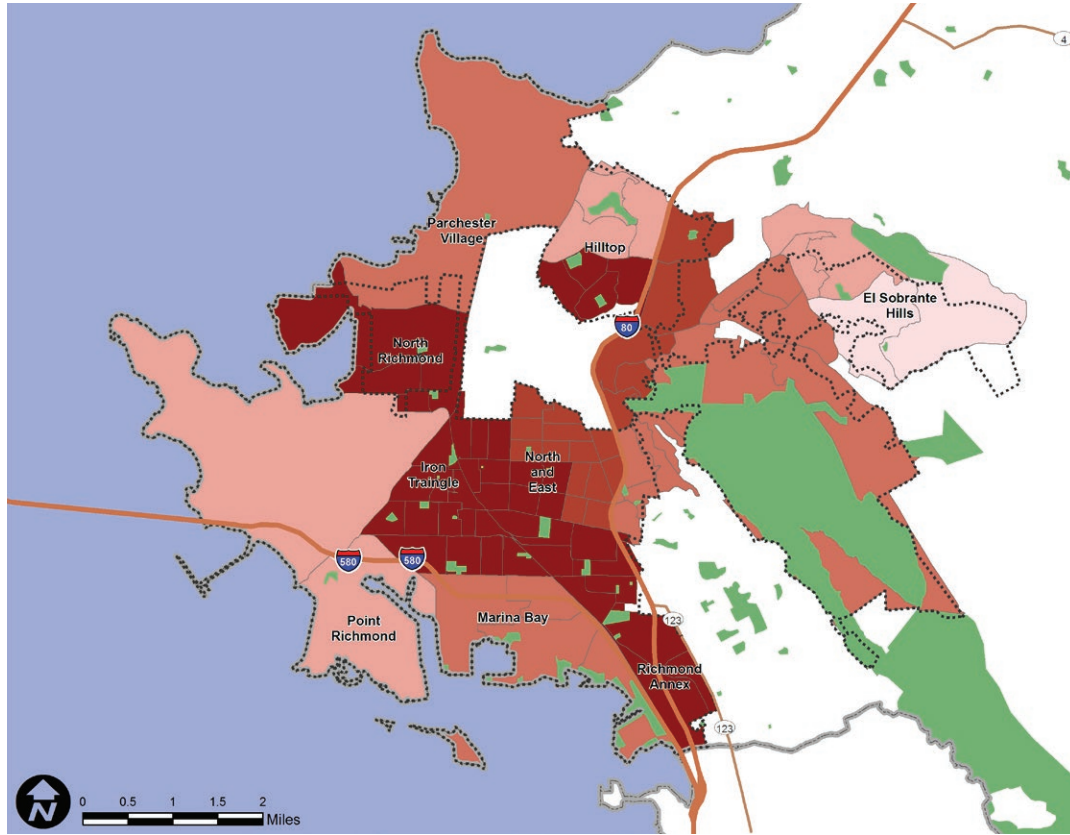 4
Parchester
Village
Hilltop
El Sobrante
Hills
80
North
Richmond
North
and
East
Iron
Traingle
580
580
Point
Richmond
Marina Bay
123
Richmond
Annex
123
N
0 0.5 1 1.5 2
Miles